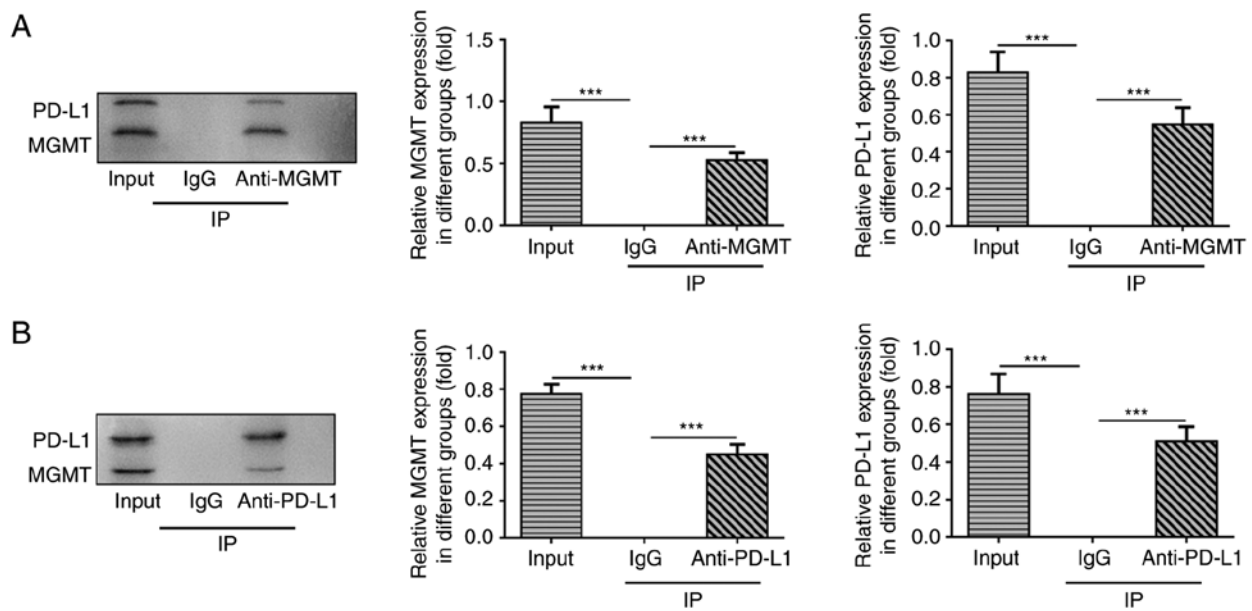 A
PD-L1
MGMT
Input IgG Anti-MGMT
IP
Relative MGMT expression
in different groups (fold)
1.5
1.0
0.5
0.0
***
***
Input IgG Anti-MGMT
IP
Relative PD-L1 expression
in different groups (fold)
1.0
0.8
0.6
0.4
0.2
0.0
***
***
Input IgG Anti-MGMT
IP
B
PD-L1
MGMT
Input IgG Anti-PD-L1
IP
Relative MGMT expression
in different groups (fold)
1.0
0.8
0.6
0.4
0.2
0.0
***
***
Input IgG Anti-PD-L1
IP
Relative PD-L1 expression
in different groups (fold)
1.0
0.8
0.6
0.4
0.2
0.0
***
***
Input IgG Anti-PD-L1
IP